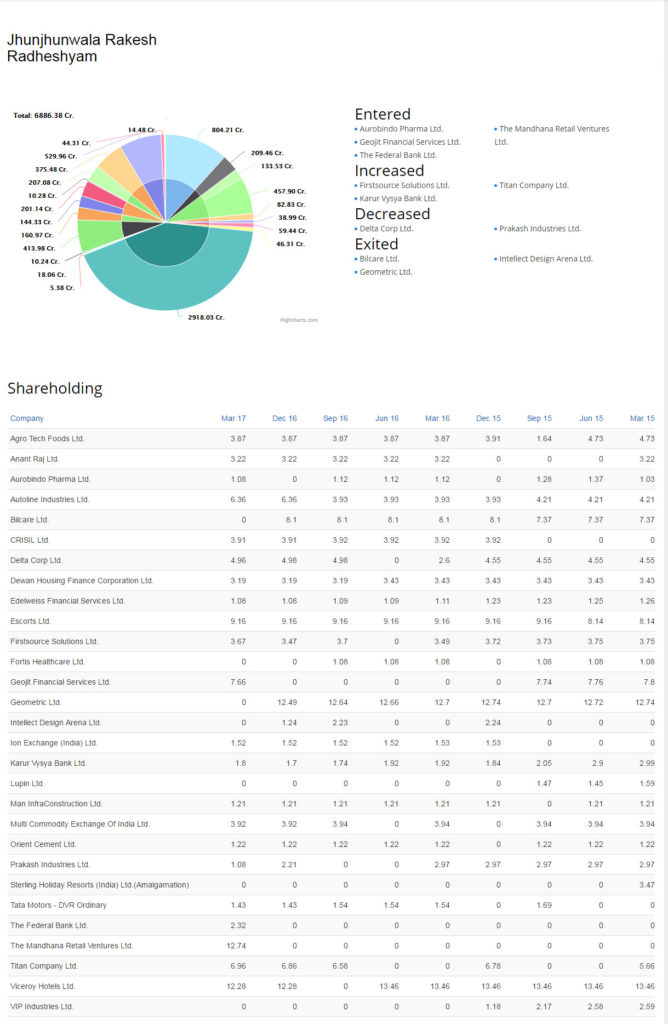 Jhunjhunwala Rakesh
Radheshyam
Total: 6886.38 Cr.
14.48 Cr.
44.31 Cr.
529.96 Cr.
375.48 Cr.
207.08 Cr.
10.28 Cr.
201.14 Cr.
144.33 Cr.
160.97 Cr.
413.98 Cr.
10.24 Cr.
18.06 Cr.
5.38 Cr.
804.21 Cr.
209.46 Cr.
133.53 Cr.
457.90 Cr.
82.83 Cr.
38.99 Cr.
59.44 Cr.
46.31 Cr.
2918.03 Cr.
Highcharts.com
Entered
Aurobindo Pharma Ltd.
Geojit Financial Services Ltd.
The Federal Bank Ltd.
The Mandhana Retail Ventures
Ltd.
Increased
Firstsource Solutions Ltd. Titan Company Ltd.
Karur Vysya Bank Ltd.
Decreased
Delta Corp Ltd. Prakash Industries Ltd.
Exited
Bilcare Ltd. Intellect Design Arena Ltd.
Geometric Ltd.
Shareholding
Company Mar 17 Dec 16 Sep 16 Jun 16 Mar 16 Dec 15 Sep 15 Jun 15 Mar 15
Agro Tech Foods Ltd. 3.87 3.87 3.87 3.87 3.87 3.91 1.64 4.73 4.73
Anant Raj Ltd. 3.22 3.22 3.22 3.22 3.22 0 0 0 3.22
Aurobindo Pharma Ltd. 1.08 0 1.12 1.12 1.12 0 1.28 1.37 1.03
Autoline Industries Ltd. 6.36 6.36 3.93 3.93 3.93 3.93 4.21 4.21 4.21
Bilcare Ltd. 0 8.1 8.1 8.1 8.1 8.1 7.37 7.37 7.37
CRISIL Ltd. 3.91 3.91 3.92 3.92 3.92 3.92 0 0 0
Delta Corp Ltd. 4.96 4.98 4.98 0 2.6 4.55 4.55 4.55 4.55
Dewan Housing Finance Corporation Ltd. 3.19 3.19 3.19 3.43 3.43 3.43 3.43 3.43 3.43
Edelweiss Financial Services Ltd. 1.08 1.08 1.09 1.09 1.11 1.23 1.23 1.25 1.26
Escorts Ltd. 9.16 9.16 9.16 9.16 9.16 9.16 9.16 8.14 8.14
Firstsource Solutions Ltd. 3.67 3.47 3.7 0 3.49 3.72 3.73 3.75 3.75
Fortis Healthcare Ltd. 0 0 1.08 1.08 1.08 0 1.08 1.08 1.08
Geojit Financial Services Ltd. 7.66 0 0 0 0 0 7.74 7.76 7.8
Geometric Ltd. 0 12.49 12.64 12.66 12.7 12.74 12.7 12.72 12.74
Intellect Design Arena Ltd. 0 1.24 2.23 0 0 2.24 0 0 0
Ion Exchange (India) Ltd. 1.52 1.52 1.52 1.52 1.53 1.53 0 0 0
Karur Vysya Bank Ltd. 1.8 1.7 1.74 1.92 1.92 1.84 2.05 2.9 2.99
Lupin Ltd. 0 0 0 0 0 0 1.47 1.45 1.59
Man InfraConstruction Ltd. 1.21 1.21 1.21 1.21 1.21 1.21 0 1.21 1.21
Multi Commodity Exchange Of India Ltd. 3.92 3.92 3.94 0 3.94 0 3.94 3.94 3.94
Orient Cement Ltd. 1.22 1.22 1.22 1.22 1.22 1.22 0 1.22 1.22
Prakash Industries Ltd. 1.08 2.21 0 0 2.97 2.97 2.97 2.97 2.97
Sterling Holiday Resorts (India) Ltd.(Amalgamation) 0 0 0 0 0 0 0 0 3.47
Tata Motors - DVR Ordinary 1.43 1.43 1.54 1.54 1.54 0 1.69 0 0
The Federal Bank Ltd. 2.32 0 0 0 0 0 0 0 0
The Mandhana Retail Ventures Ltd. 12.74 0 0 0 0 0 0 0 0
Titan Company Ltd. 6.96 6.86 6.58 0 0 6.78 0 0 5.66
Viceroy Hotels Ltd. 12.28 12.28 0 13.46 13.46 13.46 13.46 13.46 13.46
VIP Industries Ltd. 0 0 0 0 0 1.18 2.17 2.58 2.59